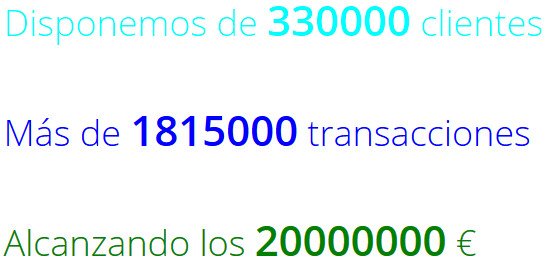 Disponemos de 330000 clientes
Más de 1815000 transacciones
Alcanzando los 20000000 €